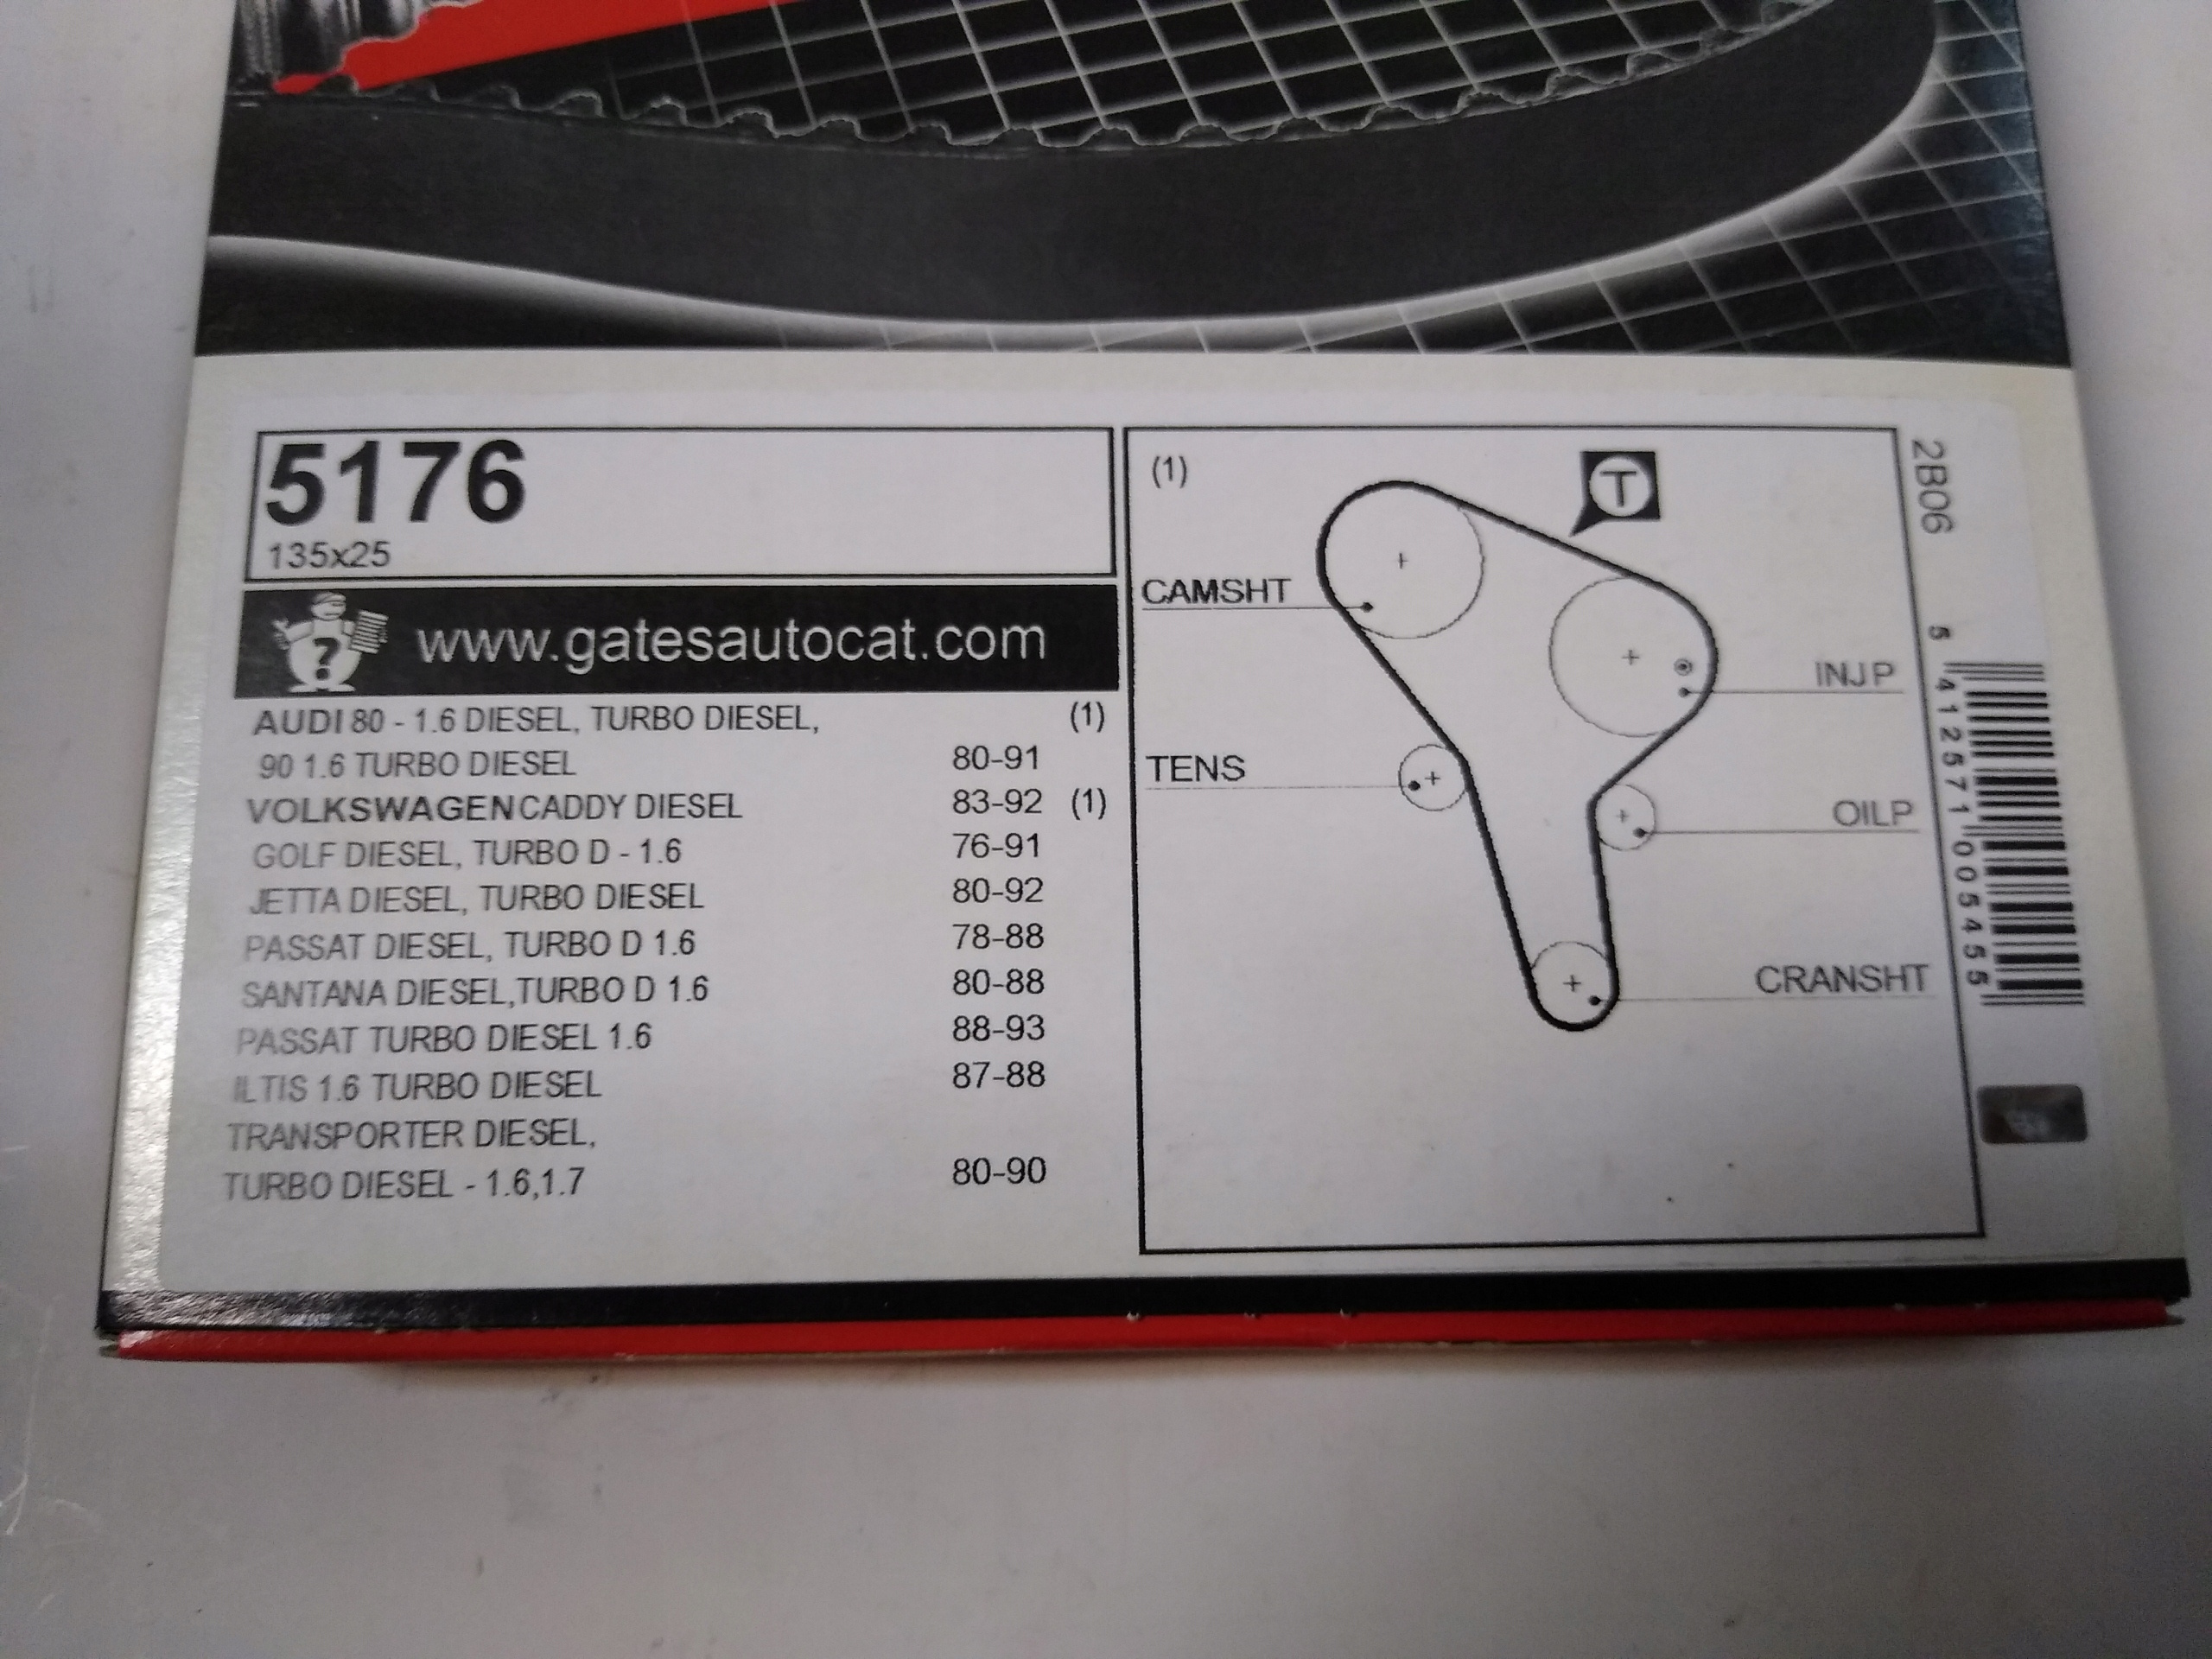 5176
135x25
www.gatesautocat.com
AUDI 80 - 1.6 DIESEL, TURBO DIESEL, (1)
90 1.6 TURBO DIESEL 80-91
VOLKSWAGEN CADDY DIESEL 83-92 (1)
GOLF DIESEL, TURBO D - 1.6 76-91
JETTA DIESEL, TURBO DIESEL 80-92
PASSAT DIESEL, TURBO D 1.6 78-88
SANTANA DIESEL,TURBO D 1.6 80-88
PASSAT TURBO DIESEL 1.6 88-93
ILTIS 1.6 TURBO DIESEL 87-88
TRANSPORTER DIESEL,
TURBO DIESEL - 1.6,1.7 80-90
(1)
T
CAMSHT
INJP
TENS
OILP
CRANSHT
2B06
5 412571 005455